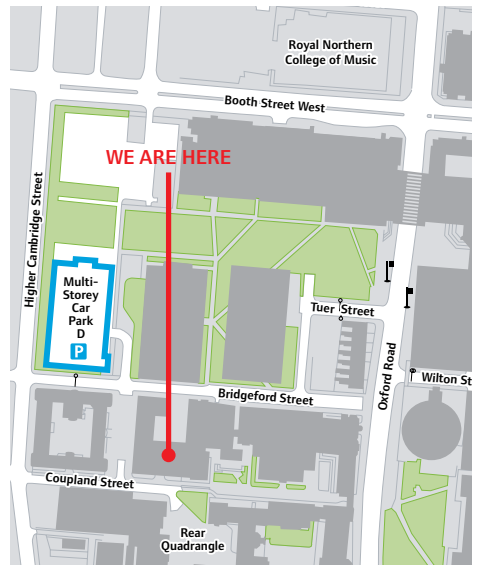 Royal Northern
College of Music
Booth Street West
WE ARE HERE
Higher Cambridge Street
Multi-
Storey
Car
Park
D
P
Tuer Street
Oxford Road
Wilton St
Bridgeford Street
Coupland Street
Rear
Quadrangle